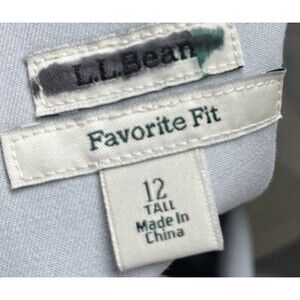 L.L.Bean
Favorite Fit
12
TALL
Made In
China